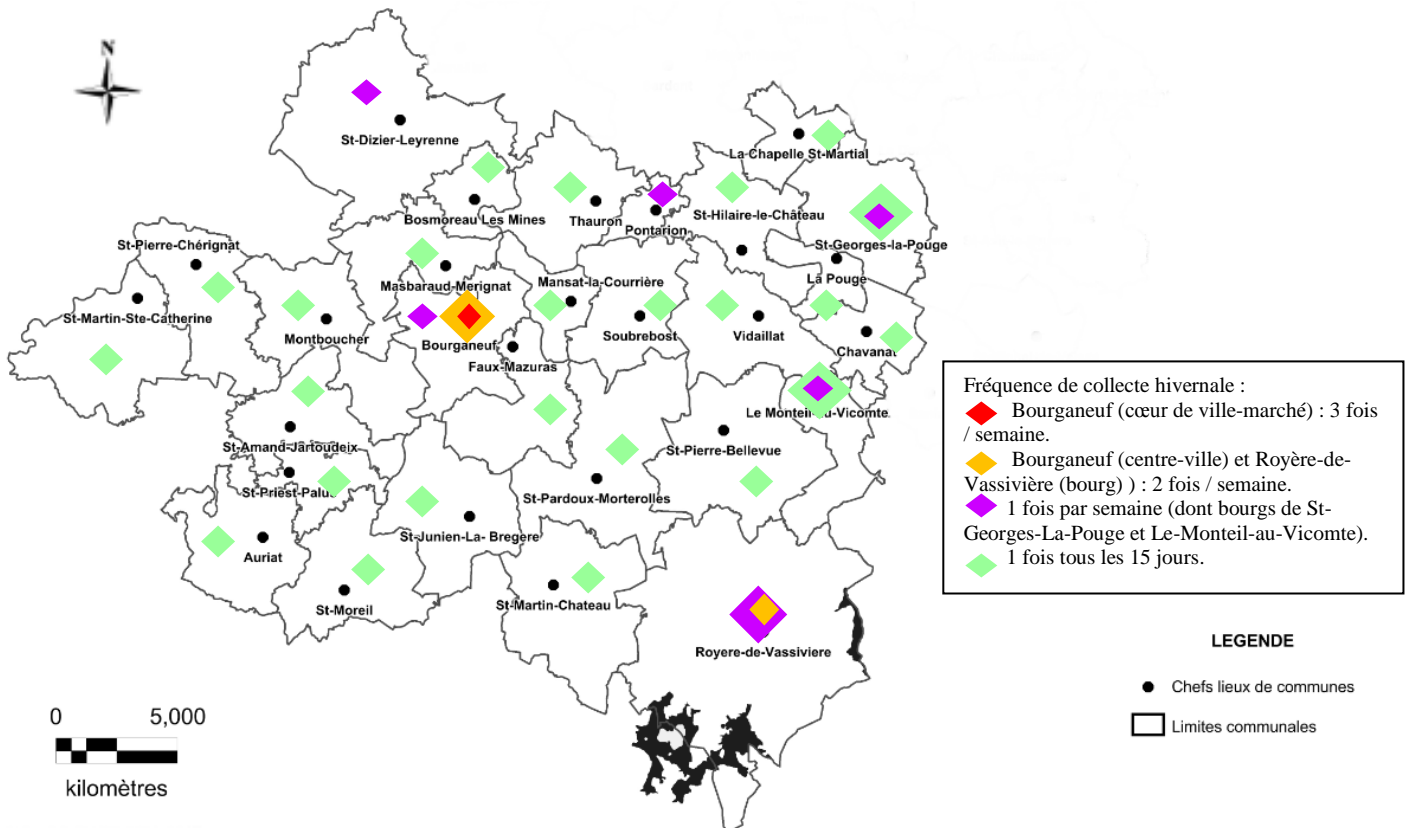 N
St-Dizier-Leyrenne
La Chapelle St-Martial
Bosmoreau Les Mines
Thauron
Pontarion
St-Hilaire-le-Château
St-Georges-la-Pouge
St-Pierre-Chérignat
Masbaraud-Merignat
Mansat-la-Courrière
La Pouge
St-Martin-Ste-Catherine
Montboucher
Bourganeuf
Faux-Mazuras
Soubrebost
Vidaillat
Chavanat
Le Monteil-au-Vicomte
St-Amand-Jartoudeix
St-Pierre-Bellevue
St-Priest-Palus
St-Pardoux-Morterolles
Auriat
St-Junien-La- Bregère
St-Moreil
St-Martin-Chateau
Royere-de-Vassiviere
Fréquence de collecte hivernale :
Bourganeuf (cœur de ville-marché) : 3 fois
/ semaine.
Bourganeuf (centre-ville) et Royère-de-
Vassivière (bourg) ) : 2 fois / semaine.
1 fois par semaine (dont bourgs de St-
Georges-La-Pouge et Le-Monteil-au-Vicomte).
1 fois tous les 15 jours.
LEGENDE
Chefs lieux de communes
Limites communales
0 5,000
kilomètres